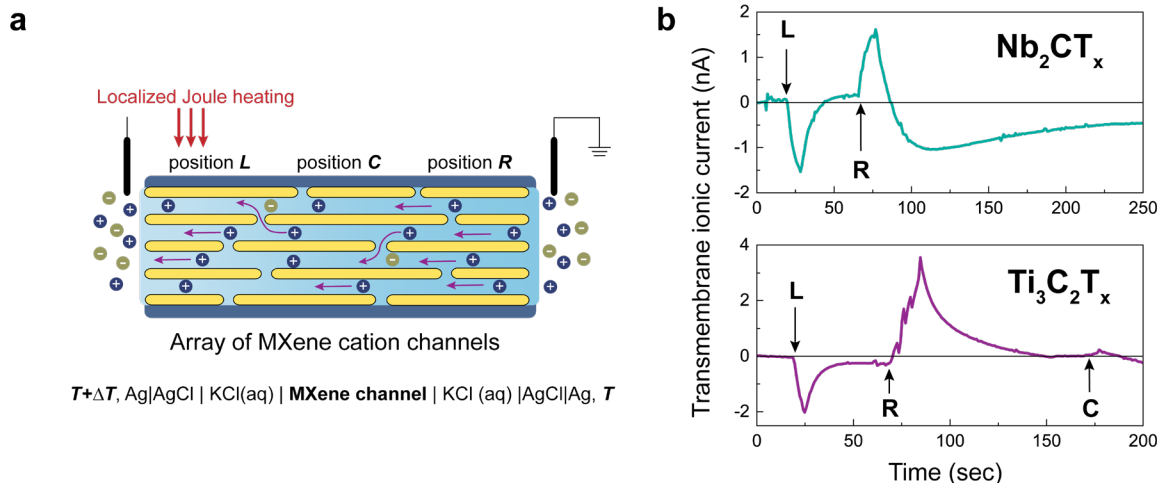 a
Localized Joule heating
position L position C position R
Array of MXene cation channels
T+ΔT, Ag|AgCl | KCl(aq) | MXene channel | KCl (aq) |AgCl|Ag, T
b
Transmembrane ionic current (nA)
2
1
0
-1
-2
L
R
Nb₂CTₓ
0 50 100 150 200 250
4
2
0
-2
L
R
C
Ti₃C₂Tₓ
0 50 100 150 200
Time (sec)